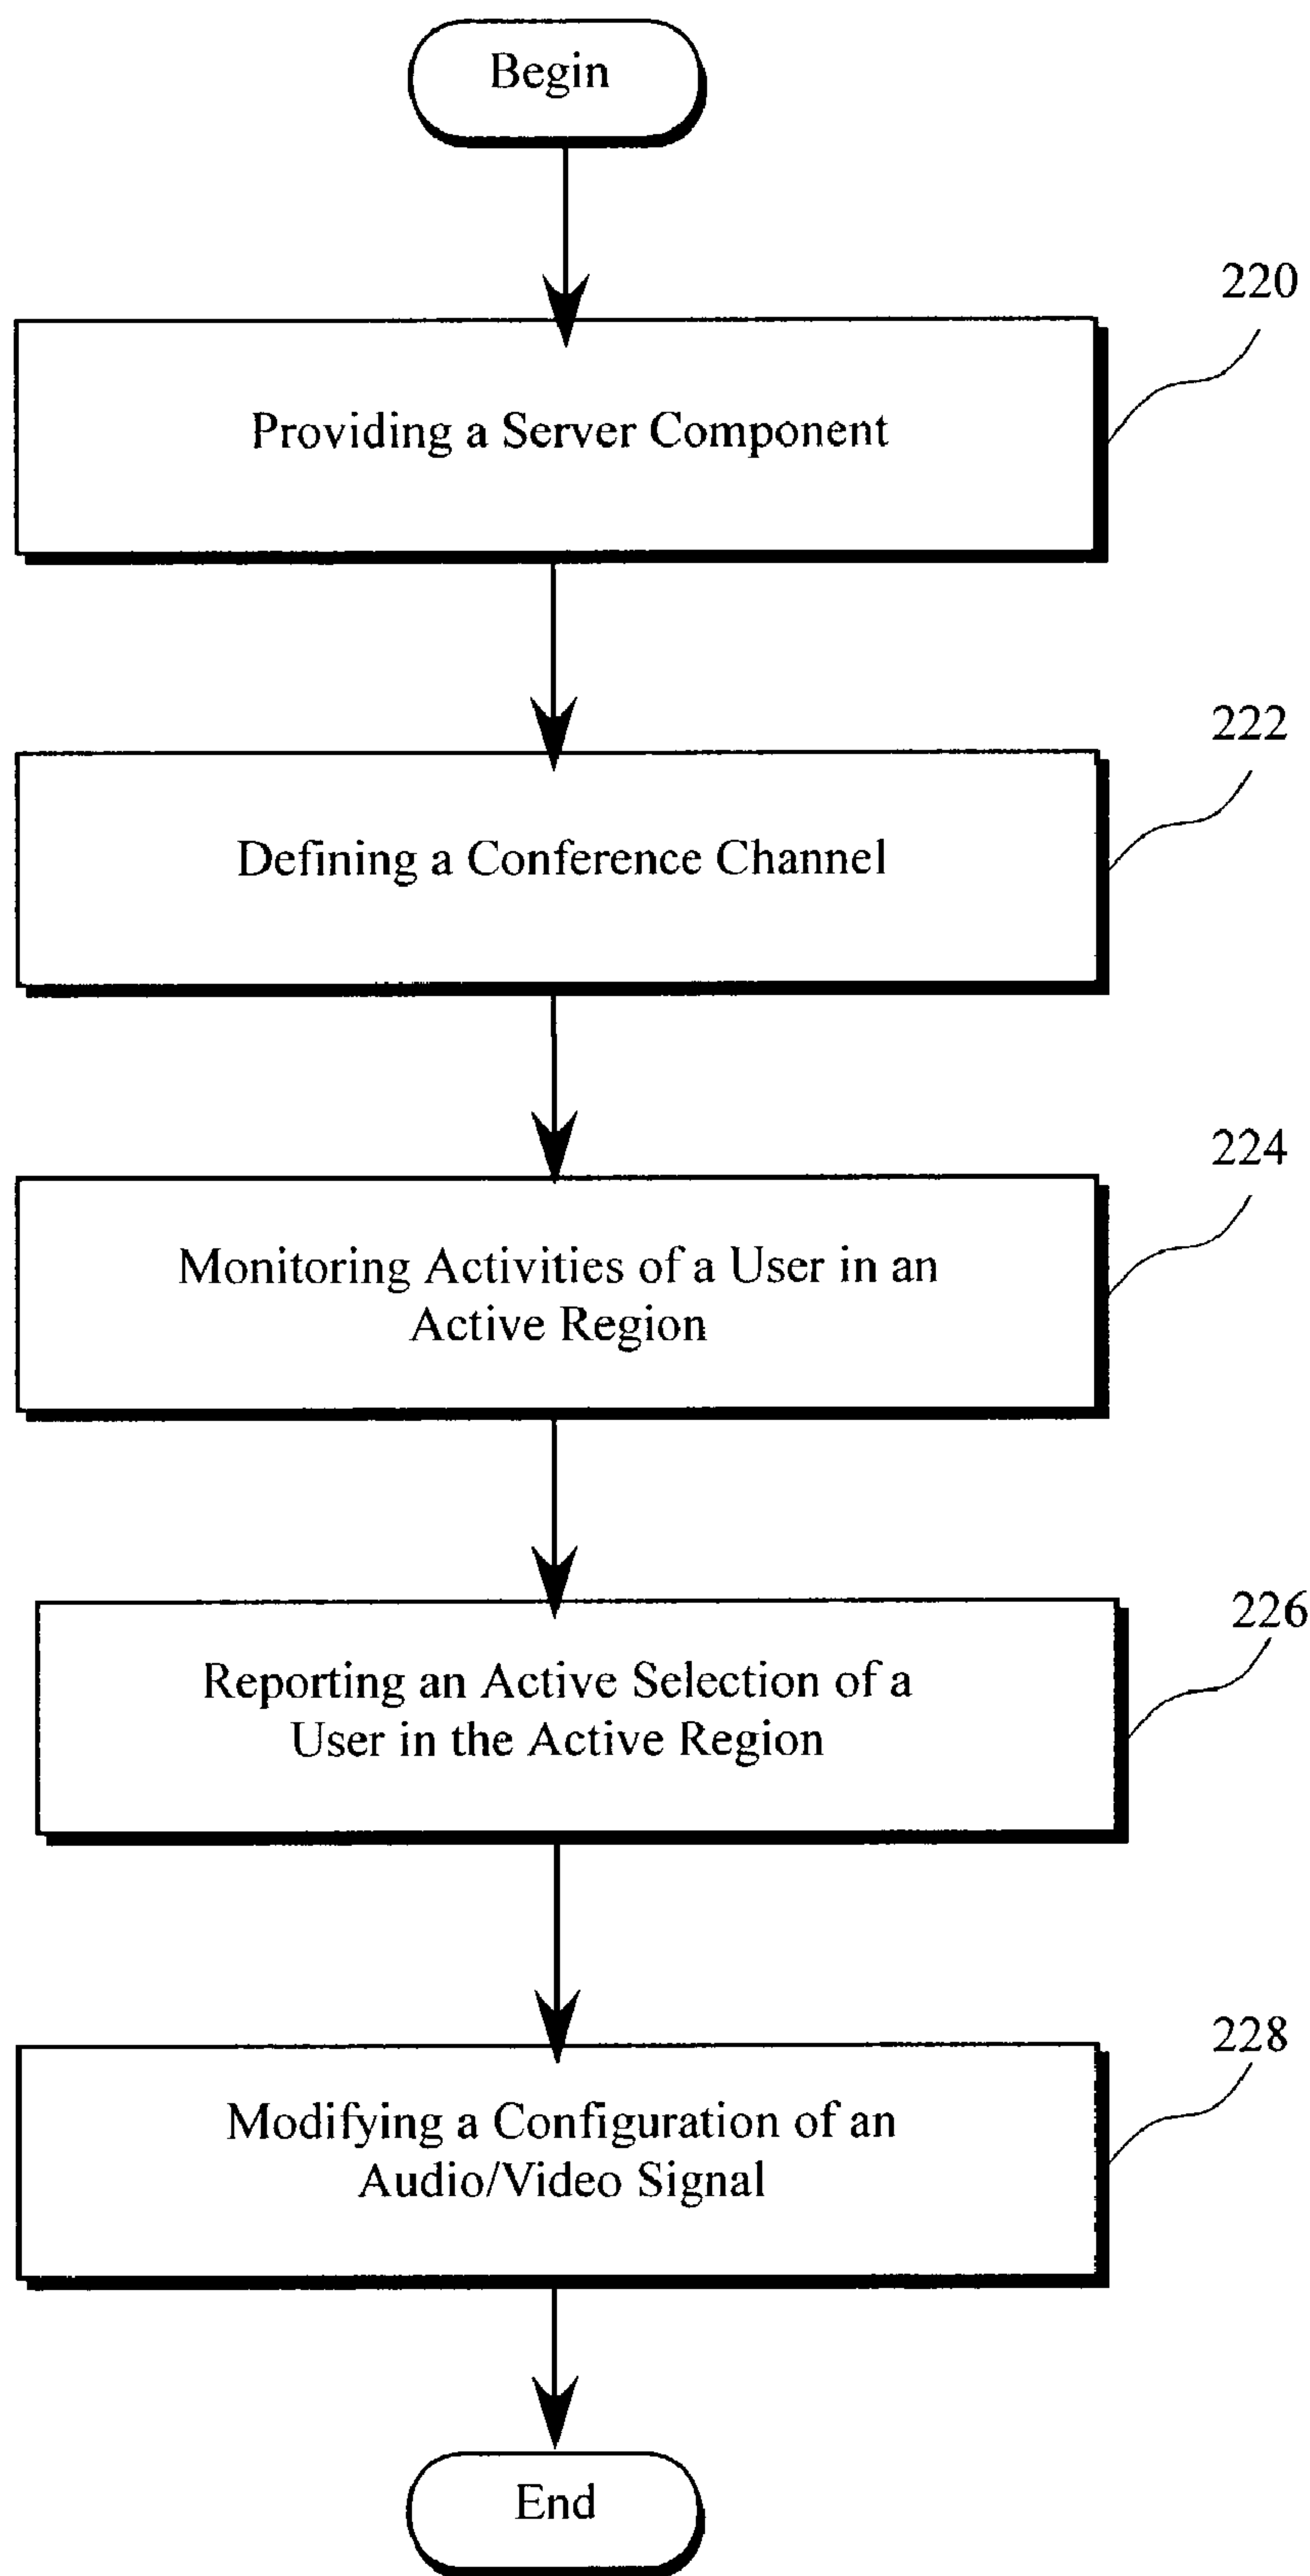 Begin
220
Providing a Server Component
222
Defining a Conference Channel
224
Monitoring Activities of a User in an
Active Region
226
Reporting an Active Selection of a
User in the Active Region
228
Modifying a Configuration of an
Audio/Video Signal
End